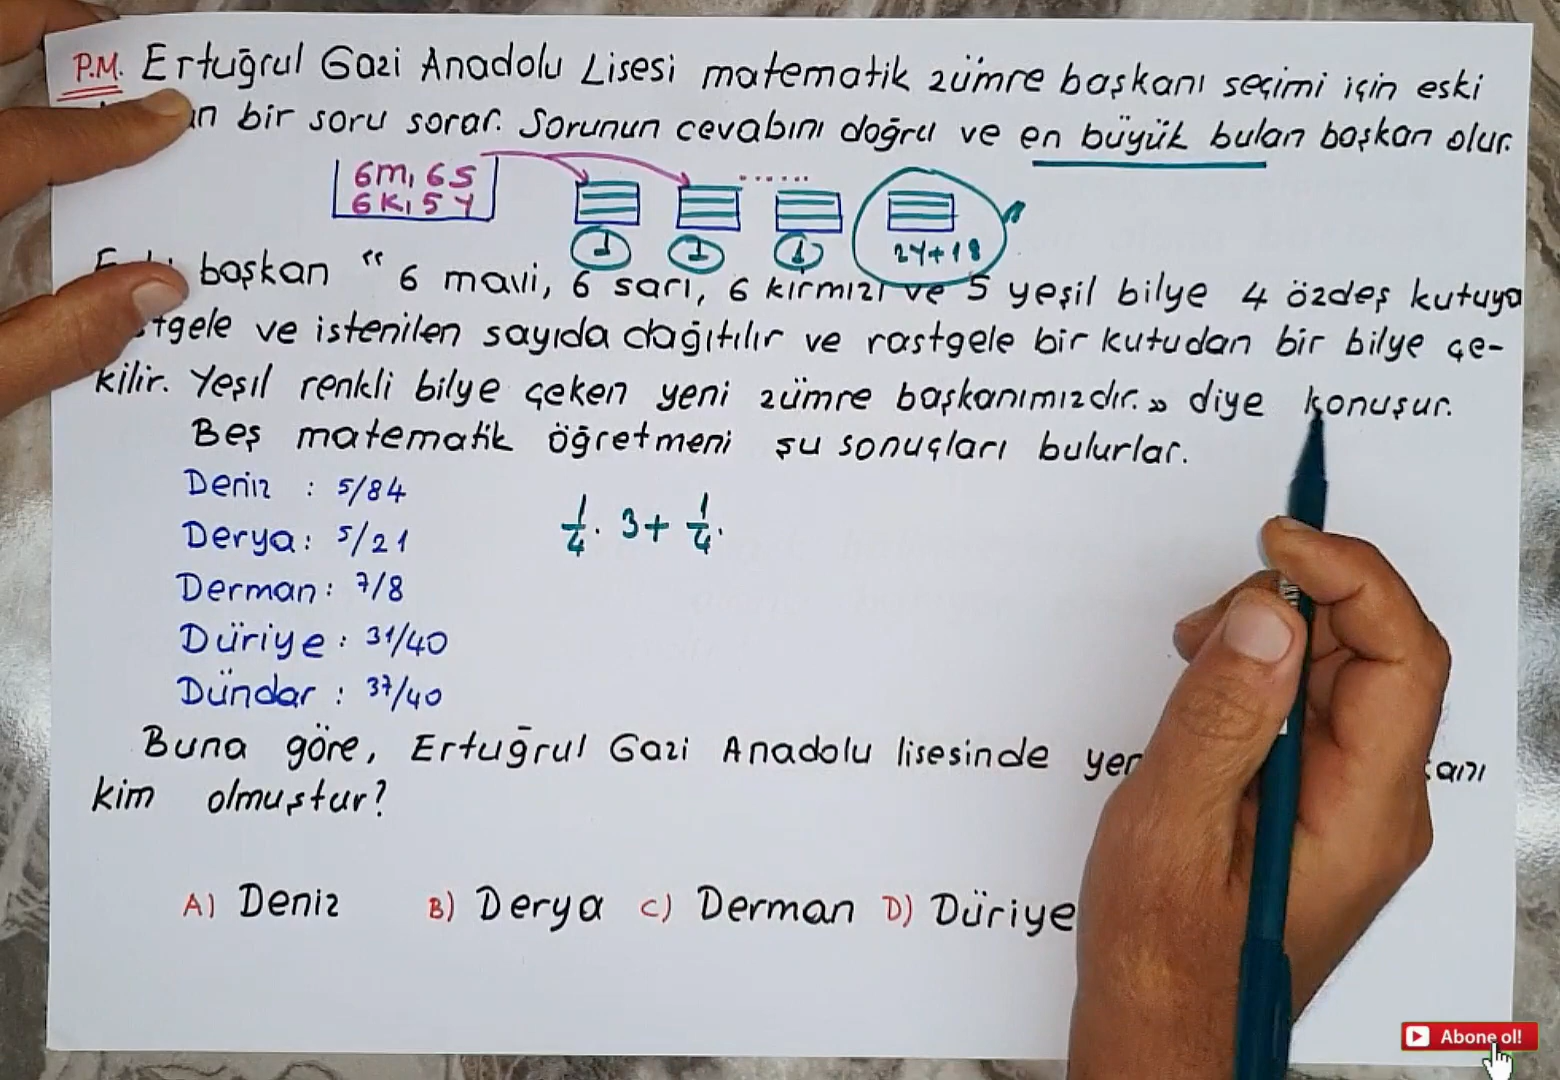 P.M. Ertuğrul Gazi Anadolu Lisesi matematik zümre başkanı seçimi için eski
bir soru sorar. Sorunun cevabını doğru ve en büyük bulan başkan olur.
6M, 6S
6K, 5Y
1 1 1 2Y+18
başkan " 6 mavi, 6 sarı, 6 kırmızı ve 5 yeşil bilye 4 özdeş kutuya
ve istenilen sayıda dağıtılır ve rastgele bir kutudan bir bilye çe-
kilir. Yeşil renkli bilye çeken yeni zümre başkanımızdır.» diye konuşur.
Beş matematik öğretmeni şu sonuçları bulurlar.
Deniz : 5/84
Derya : 5/21
Derman : 7/8
Düriye : 31/40
Dündar : 37/40
1/4 . 3 + 1/4 .
Buna göre, Ertuğrul Gazi Anadolu lisesinde
kim olmuştur?
A) Deniz B) Derya C) Derman D) Düriye
Abone ol!